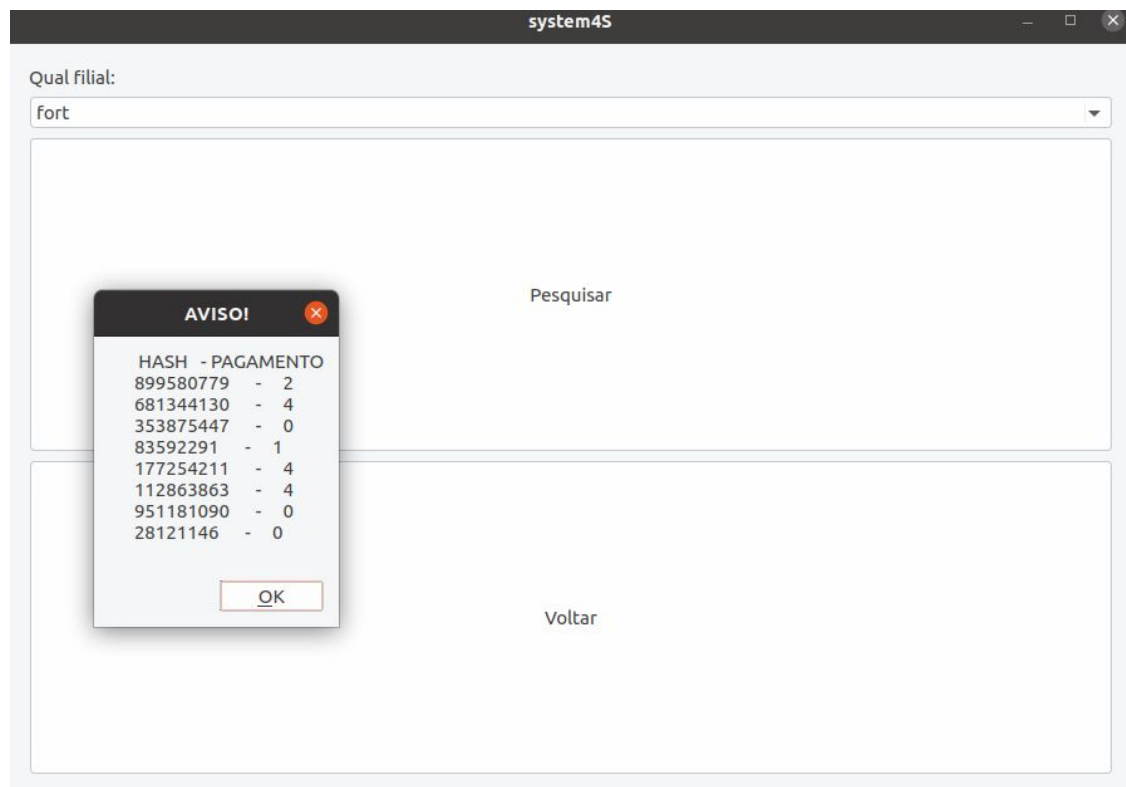 system4S
Qual filial:
fort
Pesquisar
AVISO!
HASH - PAGAMENTO
899580779 - 2
681344130 - 4
353875447 - 0
83592291 - 1
177254211 - 4
112863863 - 4
951181090 - 0
28121146 - 0
OK
Voltar